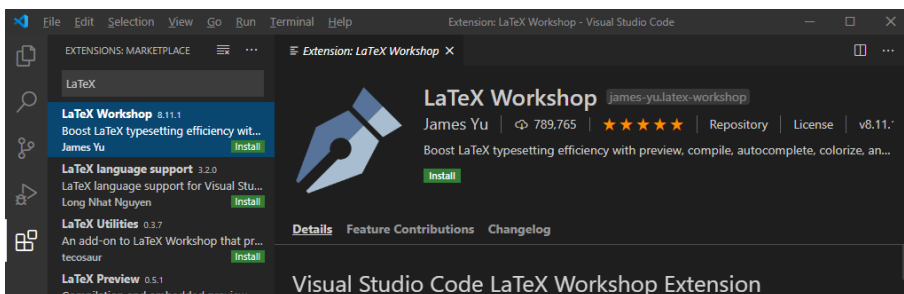 File Edit Selection View Go Run Terminal Help Extension: LaTeX Workshop - Visual Studio Code
EXTENSIONS: MARKETPLACE
LaTeX
LaTeX Workshop 8.11.1
Boost LaTeX typesetting efficiency wit...
James Yu Install
LaTeX language support 3.2.0
LaTeX language support for Visual Stu...
Long Nhat Nguyen Install
LaTeX Utilities 0.3.7
An add-on to LaTeX Workshop that pr...
tecosaur Install
LaTeX Preview 0.5.1
Extension: LaTeX Workshop
LaTeX Workshop james-yu.latex-workshop
James Yu 789,765 Repository License v8.11.
Boost LaTeX typesetting efficiency with preview, compile, autocomplete, colorize, an...
Install
Details Feature Contributions Changelog
Visual Studio Code LaTeX Workshop Extension